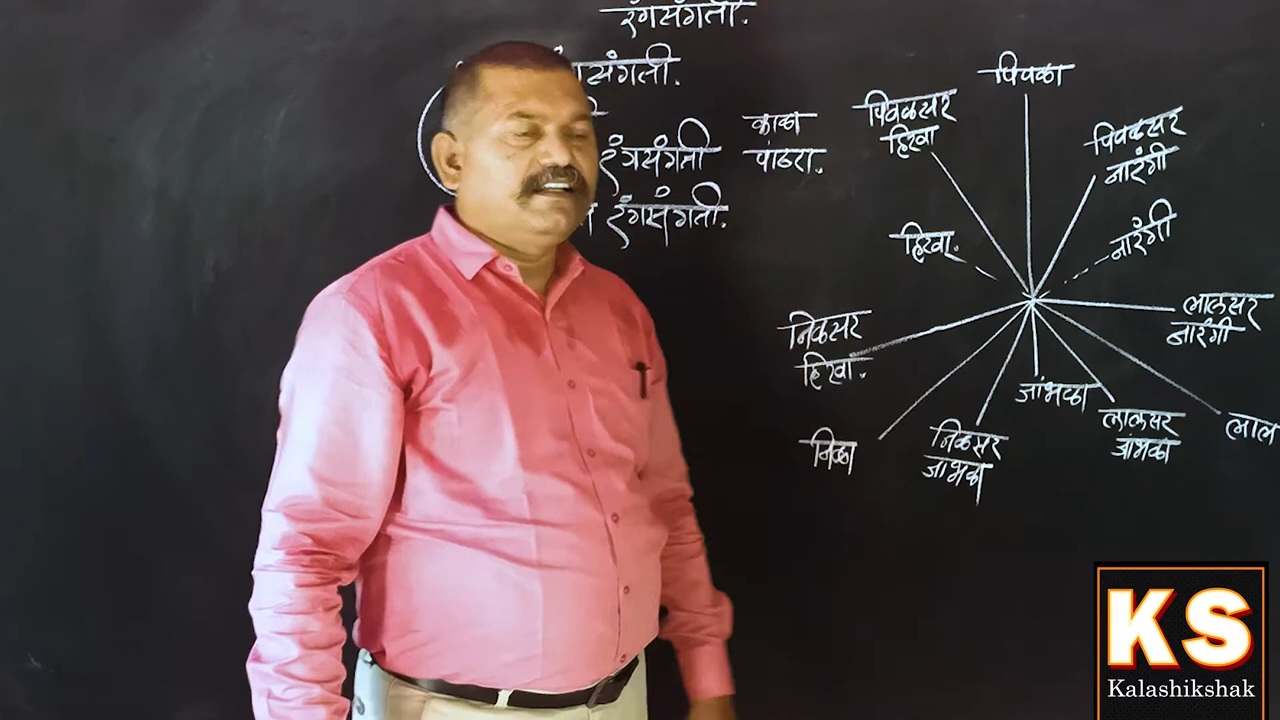 रंगसंगती.
संगती.
रंगसंगती
रंगसंगती.
काळा
पांढरा.
पिवळा
पिवळसर
हिरवा
पिवळसर
नारंगी
हिरवा.
नारंगी
लालसर
नारंगी
निळसर
हिरवा.
जांभळा
लालसर
जांभळा
लाल
निळसर
जांभळा
निळा
KS
Kalashikshak